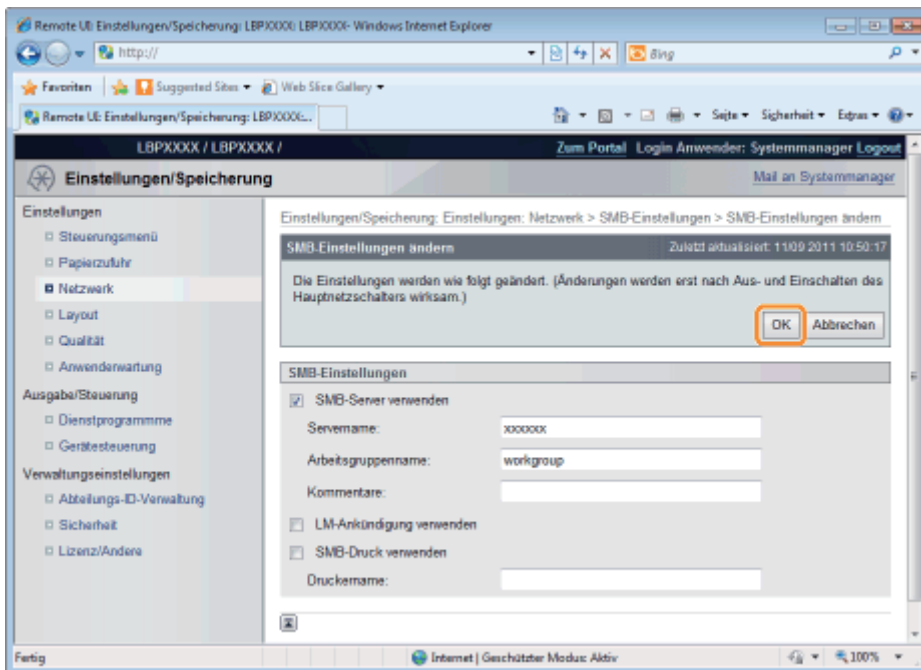 Remote UI: Einstellungen/Speicherung: LBPXXXX: LBPXXXX- Windows Internet Explorer
http://
Bing
Favoriten Suggested Sites Web Slice Gallery
Remote UI: Einstellungen/Speicherung: LBPXXXX:...
Seite Sicherheit Extras
LBPXXXX / LBPXXXX /
Zum Portal Login Anwender: Systemmanager Logout
Einstellungen/Speicherung
Mail an Systemmanager
Einstellungen
Steuerungsmenü
Papierzufuhr
Netzwerk
Layout
Qualität
Anwenderwartung
Ausgabe/Steuerung
Dienstprogrammme
Gerätesteuerung
Verwaltungseinstellungen
Abteilungs-ID-Verwaltung
Sicherheit
Lizenz/Andere
Einstellungen/Speicherung: Einstellungen: Netzwerk > SMB-Einstellungen > SMB-Einstellungen ändern
SMB-Einstellungen ändern
Zuletzt aktualisiert: 11/09 2011 10:50:17
Die Einstellungen werden wie folgt geändert. (Änderungen werden erst nach Aus- und Einschalten des
Hauptnetzschalters wirksam.)
OK Abbrechen
SMB-Einstellungen
SMB-Server verwenden
Servername: xxxxxxx
Arbeitsgruppenname: workgroup
Kommentare:
LM-Ankündigung verwenden
SMB-Druck verwenden
Druckername:
Fertig
Internet | Geschützter Modus: Aktiv
100%